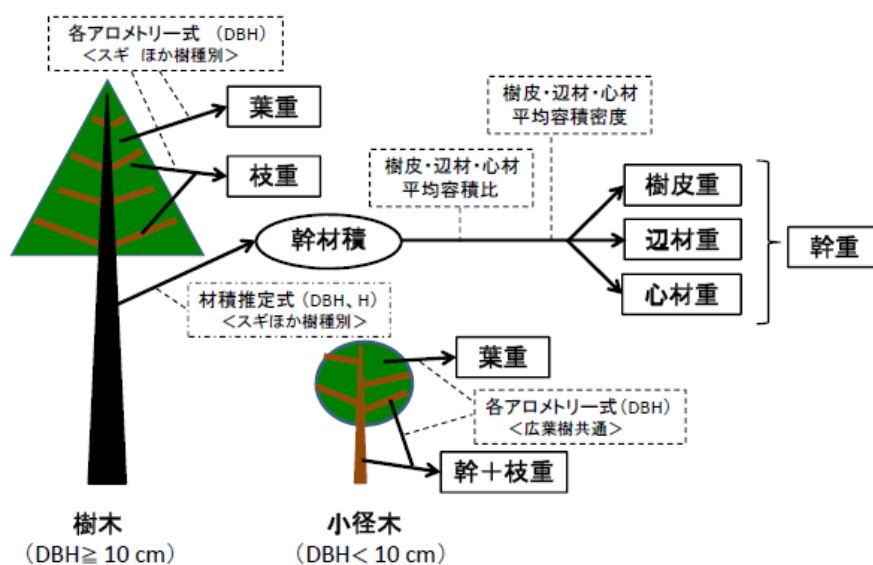 各アロメトリー式 (DBH)
＜スギ ほか樹種別＞
葉重
枝重
樹皮・辺材・心材
平均容積密度
樹皮・辺材・心材
平均容積比
幹材積
樹皮重
辺材重
心材重
幹重
材積推定式(DBH、H)
＜スギほか樹種別＞
葉重
各アロメトリー式(DBH)
＜広葉樹共通＞
幹＋枝重
樹木
(DBH≧ 10 cm)
小径木
(DBH< 10 cm)